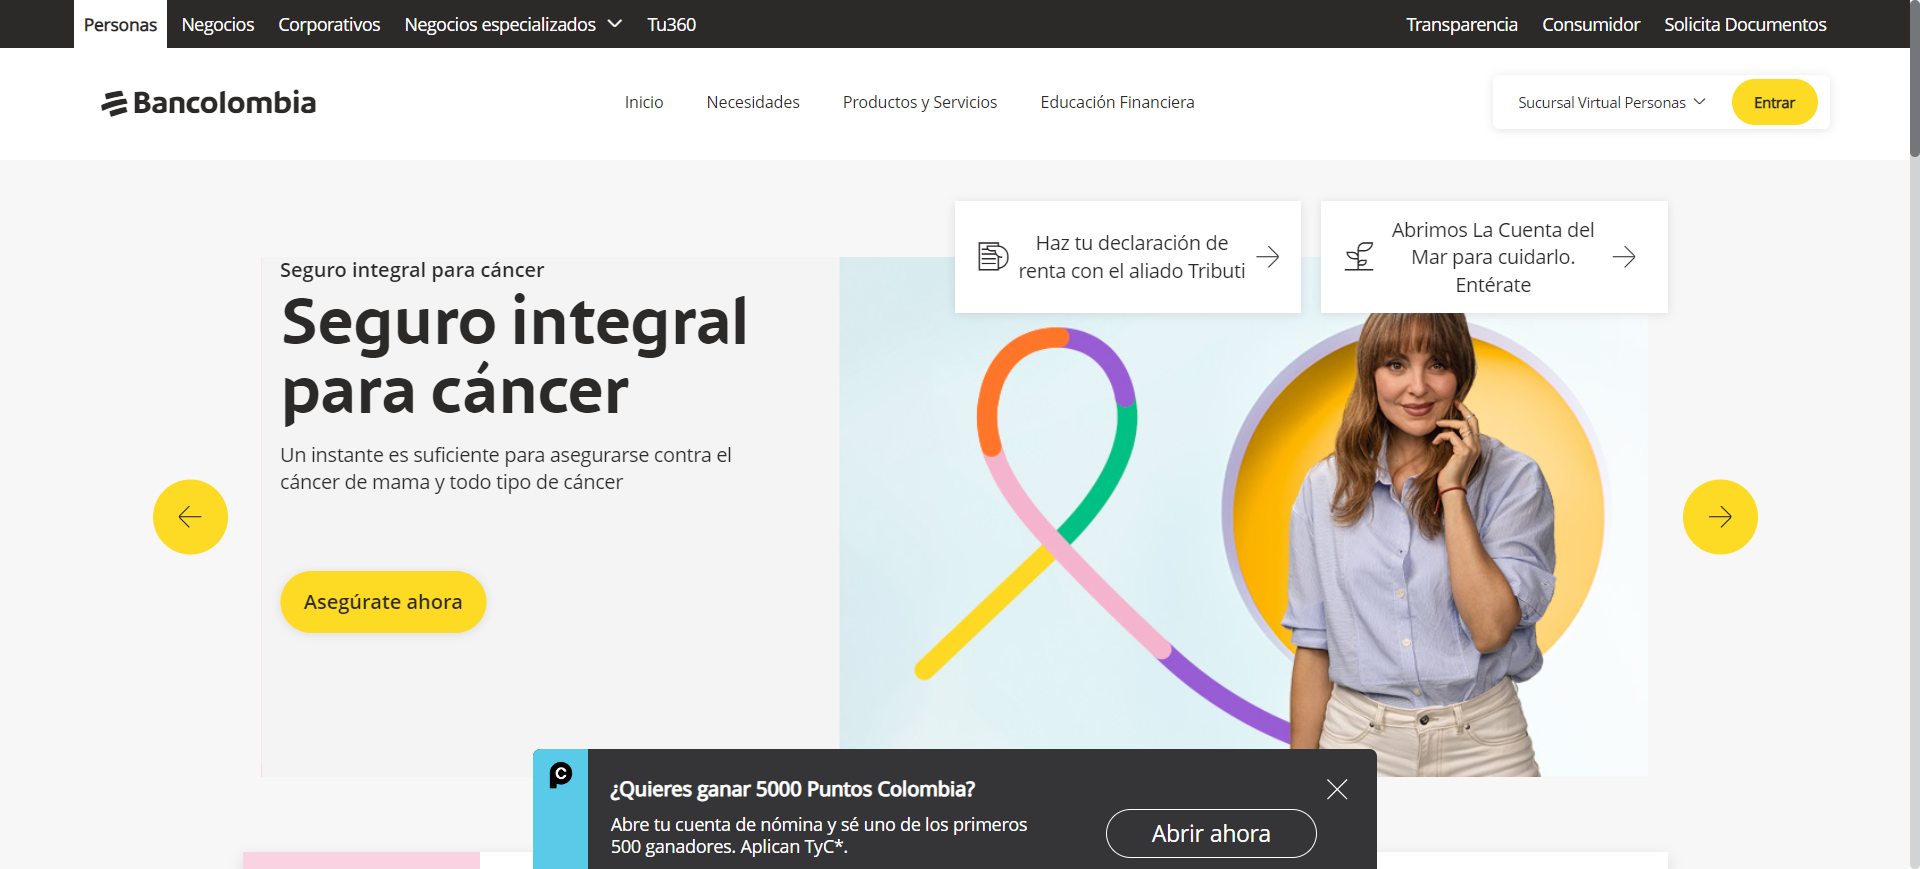 Personas
Negocios
Corporativos
Negocios especializados
Tu360
Transparencia
Consumidor
Solicita Documentos
Bancolombia
Inicio
Necesidades
Productos y Servicios
Educación Financiera
Sucursal Virtual Personas
Entrar
Haz tu declaración de
renta con el aliado Tributi
Abrimos La Cuenta del
Mar para cuidarlo.
Entérate
Seguro integral para cáncer
Seguro integral
para cáncer
Un instante es suficiente para asegurarse contra el
cáncer de mama y todo tipo de cáncer
Asegúrate ahora
¿Quieres ganar 5000 Puntos Colombia?
Abre tu cuenta de nómina y sé uno de los primeros
500 ganadores. Aplican TyC*.
Abrir ahora